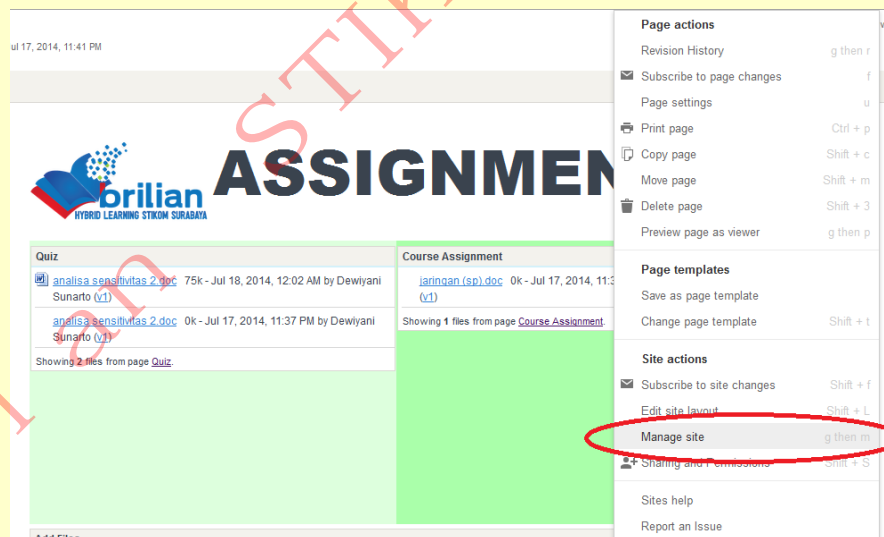 ul 17, 2014, 11:41 PM
brilian
HYBRID LEARNING STIKOM SURABAYA
ASSIGNMEN
Quiz
analisa sensitivitas 2.doc 75k - Jul 18, 2014, 12:02 AM by Dewiyani
Sunarto (v1)
analisa sensitivitas 2.doc 0k - Jul 17, 2014, 11:37 PM by Dewiyani
Sunarto (v1)
Showing 2 files from page Quiz.
Course Assignment
jaringan (sp).doc 0k - Jul 17, 2014, 11:3
(v1)
Showing 1 files from page Course Assignment.
Page actions
Revision History g then r
Subscribe to page changes f
Page settings u
Print page Ctrl + p
Copy page Shift + c
Move page Shift + m
Delete page Shift + 3
Preview page as viewer g then p
Page templates
Save as page template
Change page template Shift + t
Site actions
Subscribe to site changes Shift + f
Edit site layout Shift + L
Manage site g then m
Sharing and Permissions Shift + S
Sites help
Report an Issue
Add Files
STI
an